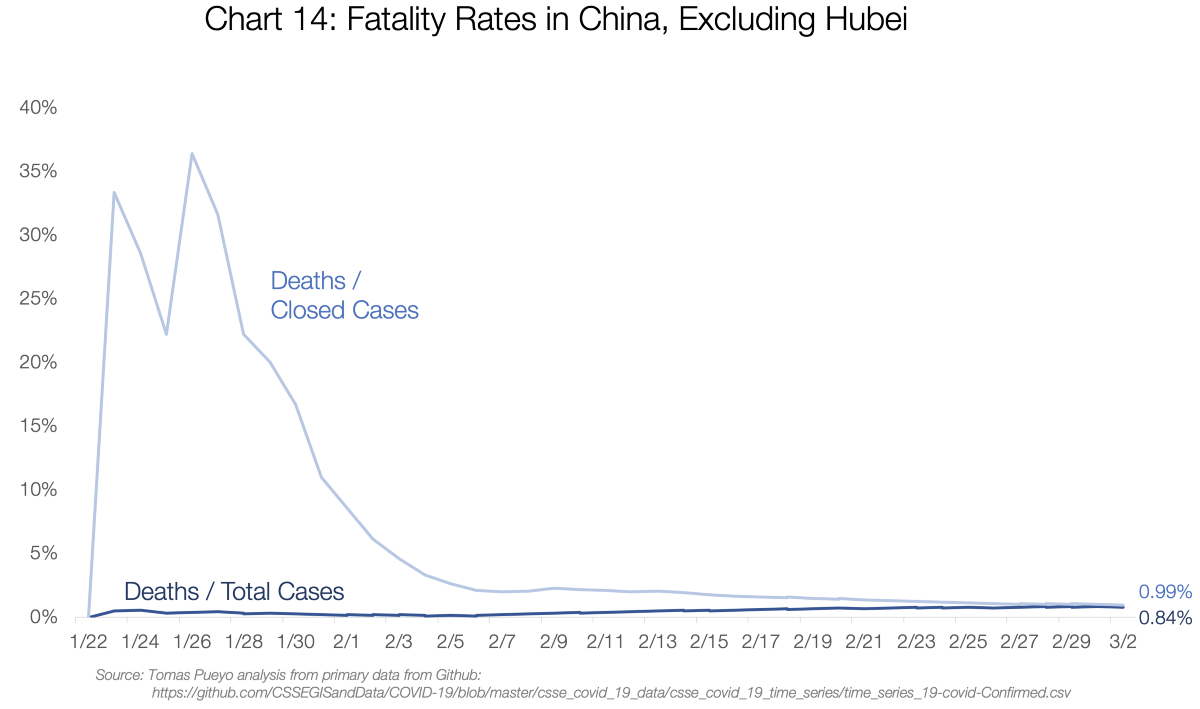 Chart 14: Fatality Rates in China, Excluding Hubei
40%
35%
30%
25%
20%
15%
10%
5%
0%
Deaths /
Closed Cases
Deaths / Total Cases
0.99%
0.84%
1/22 1/24 1/26 1/28 1/30 2/1 2/3 2/5 2/7 2/9 2/11 2/13 2/15 2/17 2/19 2/21 2/23 2/25 2/27 2/29 3/2
Source: Tomas Pueyo analysis from primary data from Github:
https://github.com/CSSEGISandData/COVID-19/blob/master/csse_covid_19_data/csse_covid_19_time_series/time_series_19-covid-Confirmed.csv